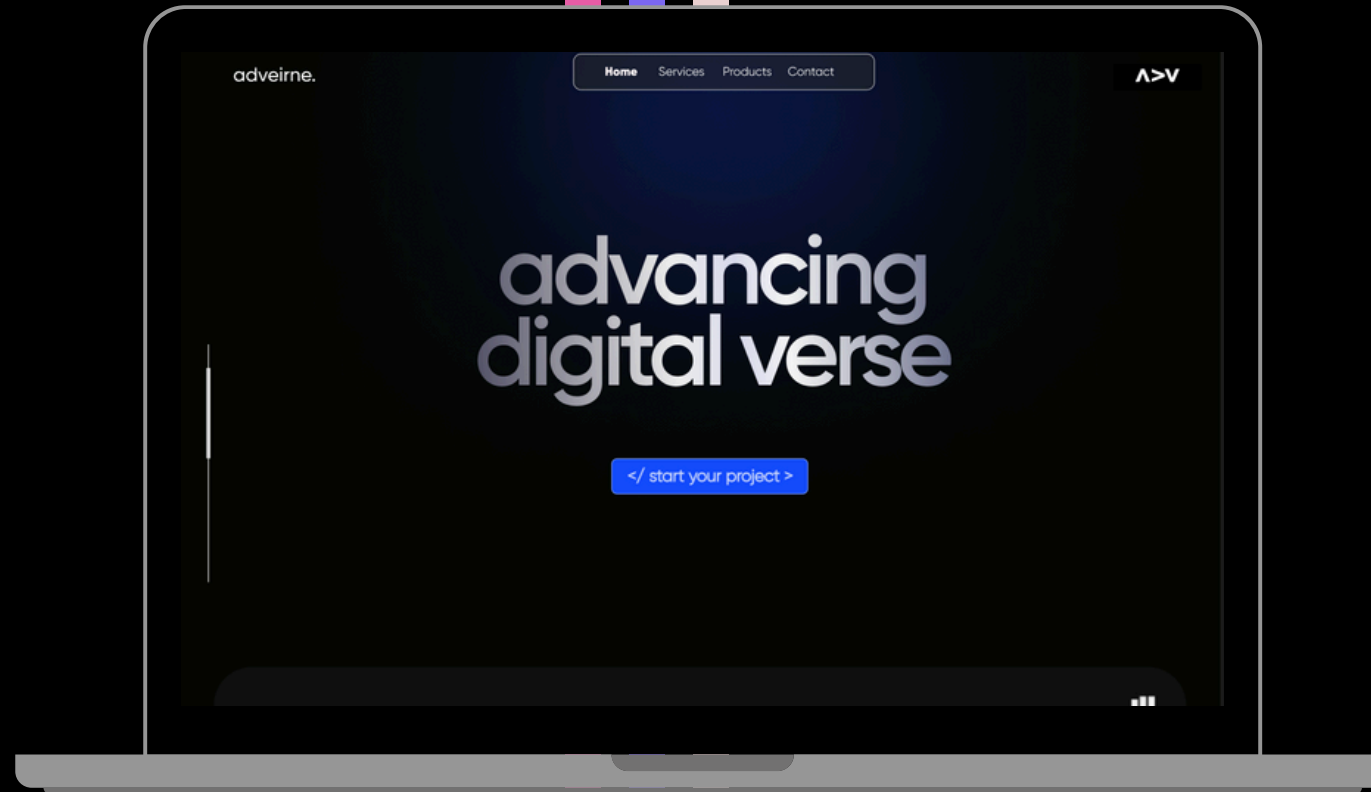 adveirne.
Home Services Products Contact
Λ>V
advancing
digital verse
</ start your project >